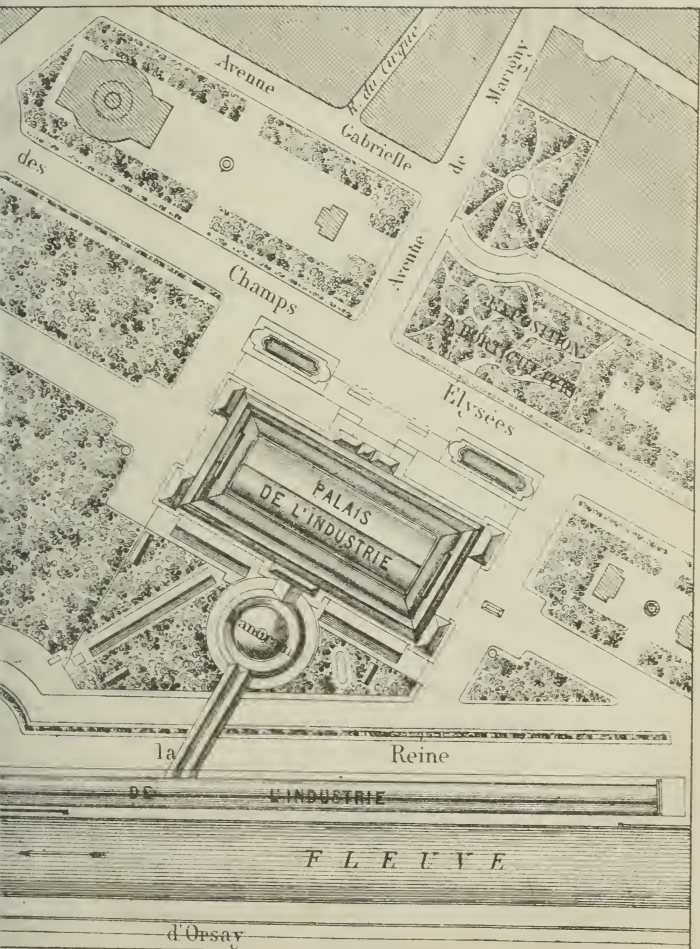 Avenue
R. du Cirque
Gabrielle
Avenue de Marigny
des
Champs
Elysées
EXPOSITION
D'HORTICULTURE
PALAIS
DE L'INDUSTRIE
la
Reine
DE L'INDUSTRIE
FLEUVE
d'Orsay